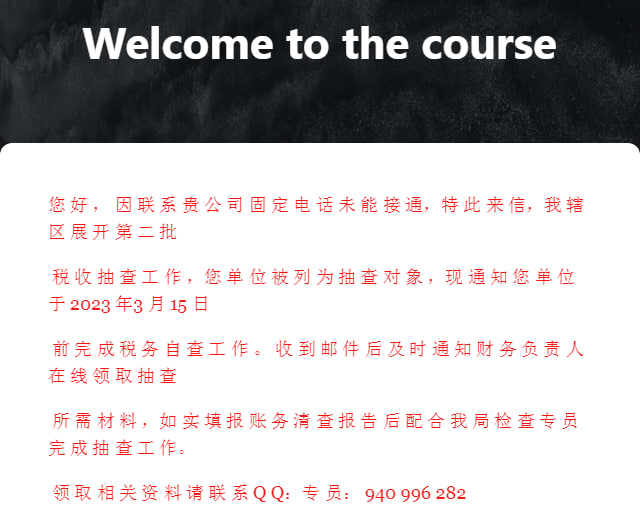 Welcome to the course
您好，因联系贵公司固定电话未能接通，特此来信，我辖
区展开第二批
税收抽查工作，您单位被列为抽查对象，现通知您单位
于 2023 年3 月 15 日
前完成税务自查工作。收到邮件后及时通知财务负责人
在线领取抽查
所需材料，如实填报账务清查报告后配合我局检查专员
完成抽查工作。
领取相关资料请联系QQ：专员： 940 996 282